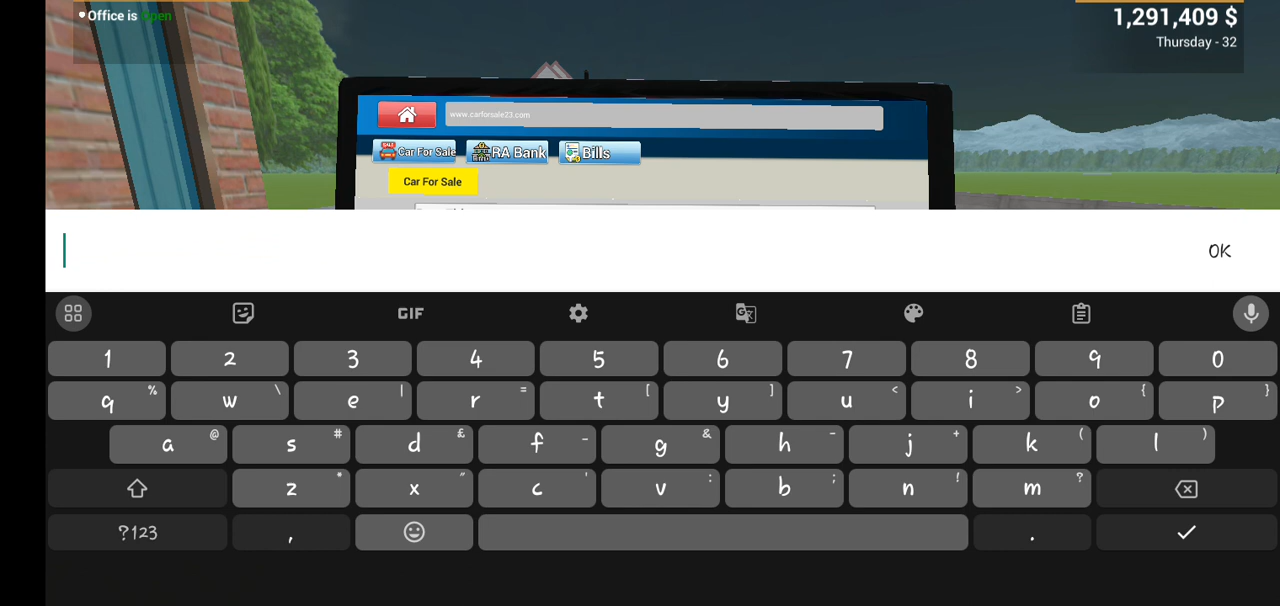 Office is Open
1,291,409 $
Thursday - 32
www.carforsale23.com
Car For Sale
RA Bank
Bills
Car For Sale
OK
GIF
1 2 3 4 5 6 7 8 9 0
q % w \ e | r = t [ y ] u < i > o { p }
a @ s # d £ f _ g & h - j + k ( l )
z * x " c ' v : b ; n ! m ?
?123 , .